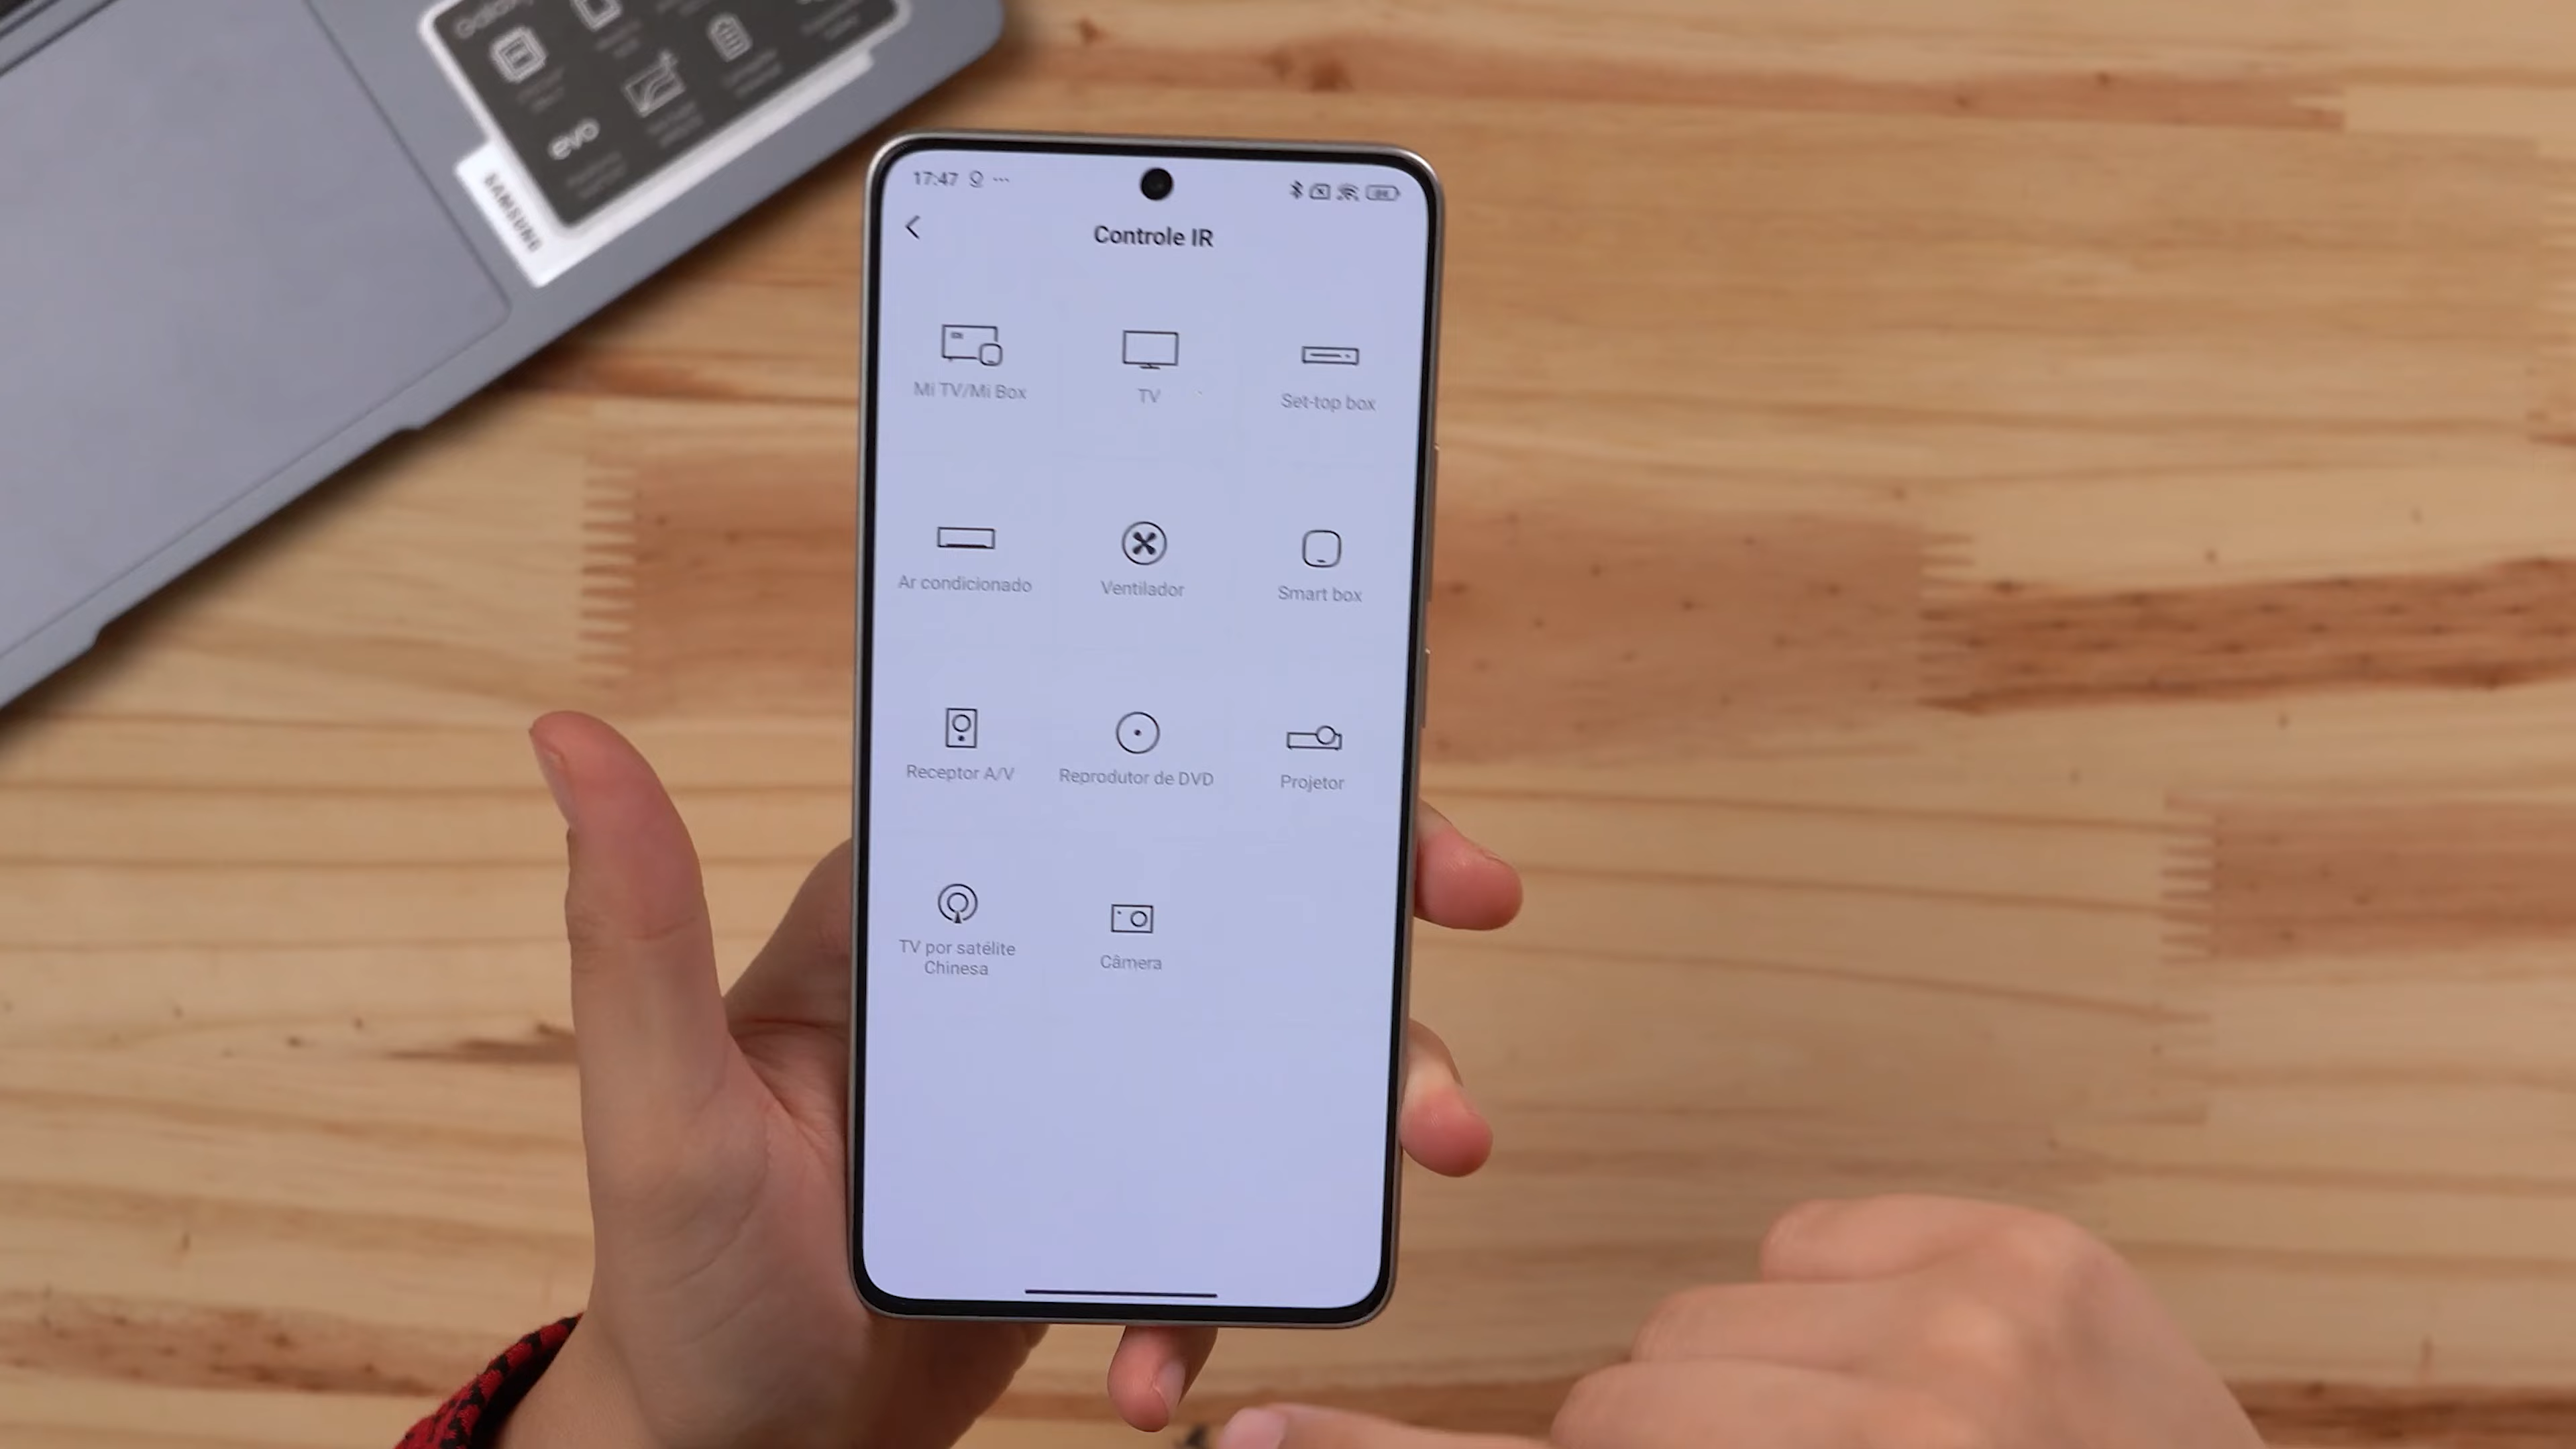 Galaxy
evo
SAMSUNG
17:47
Controle IR
Mi TV/Mi Box
TV
Set-top box
Ar condicionado
Ventilador
Smart box
Receptor A/V
Reprodutor de DVD
Projetor
TV por satélite
Chinesa
Câmera